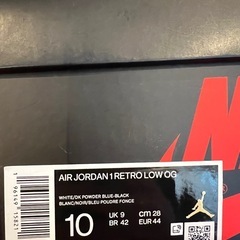 NIKE
AIR JORDAN 1 RETRO LOW OG
WHITE/DK POWDER BLUE-BLACK
BLANC/NOIR/BLEU POUDRE FONCE
10
UK 9
BR 42
CM 28
EUR 44